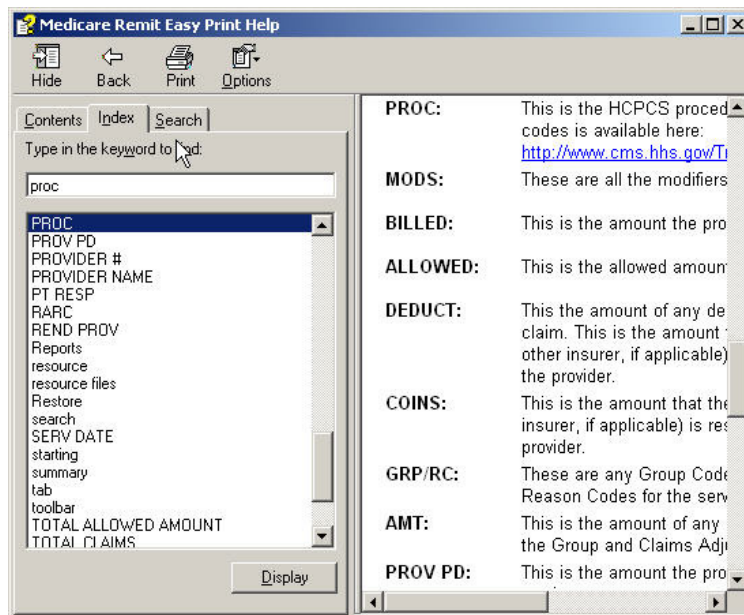 Medicare Remit Easy Print Help
Hide Back Print Options
Contents Index Search
Type in the keyword to find:
proc
PROC
PROV PD
PROVIDER #
PROVIDER NAME
PT RESP
RARC
REND PROV
Reports
resource
resource files
Restore
search
SERV DATE
starting
summary
tab
toolbar
TOTAL ALLOWED AMOUNT
TOTAL CLAIMS
Display
PROC: This is the HCPCS proced
codes is available here:
http://www.cms.hhs.gov/Tr
MODS: These are all the modifiers
BILLED: This is the amount the pro
ALLOWED: This is the allowed amoun
DEDUCT: This the amount of any de
claim. This is the amount
other insurer, if applicable)
the provider.
COINS: This is the amount that the
insurer, if applicable) is res
provider.
GRP/RC: These are any Group Code
Reason Codes for the serv
AMT: This is the amount of any
the Group and Claims Adju
PROV PD: This is the amount the pro